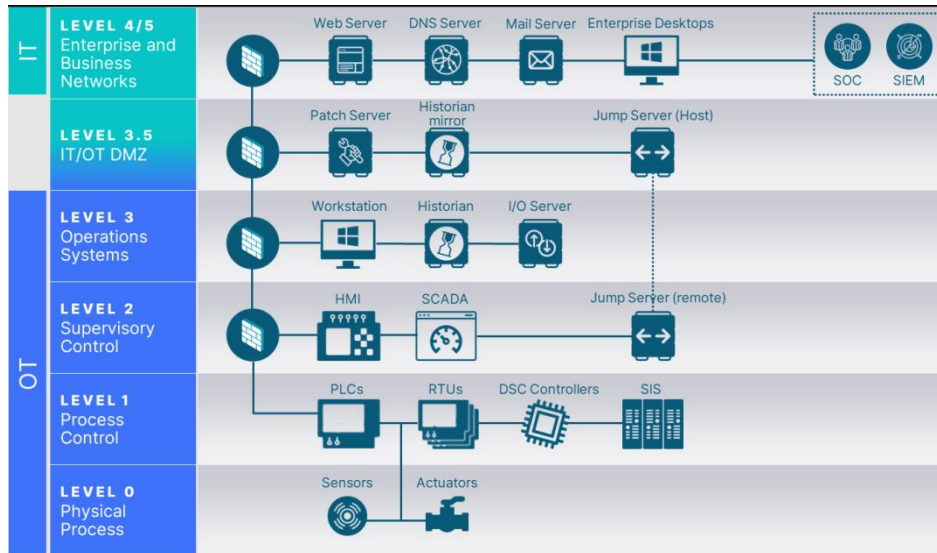 IT
LEVEL 4/5
Enterprise and
Business
Networks
Web Server
DNS Server
Mail Server
Enterprise Desktops
SOC
SIEM
LEVEL 3.5
IT/OT DMZ
Patch Server
Historian
mirror
Jump Server (Host)
OT
LEVEL 3
Operations
Systems
Workstation
Historian
I/O Server
LEVEL 2
Supervisory
Control
HMI
SCADA
Jump Server (remote)
LEVEL 1
Process
Control
PLCs
RTUs
DSC Controllers
SIS
LEVEL 0
Physical
Process
Sensors
Actuators